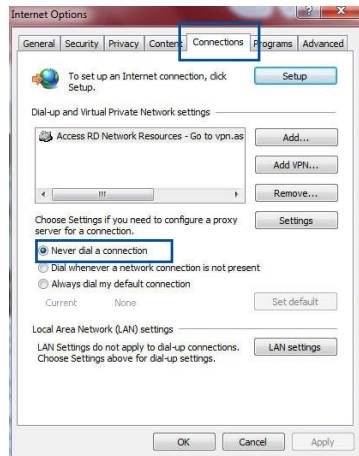 Internet Options
General Security Privacy Content Connections Programs Advanced
To set up an Internet connection, click Setup.
Setup
Dial-up and Virtual Private Network settings
Access RD Network Resources - Go to vpn.as
Add...
Add VPN...
Remove...
Choose Settings if you need to configure a proxy
server for a connection.
Settings
Never dial a connection
Dial whenever a network connection is not present
Always dial my default connection
Current None
Set default
Local Area Network (LAN) settings
LAN Settings do not apply to dial-up connections.
Choose Settings above for dial-up settings.
LAN settings
OK Cancel Apply